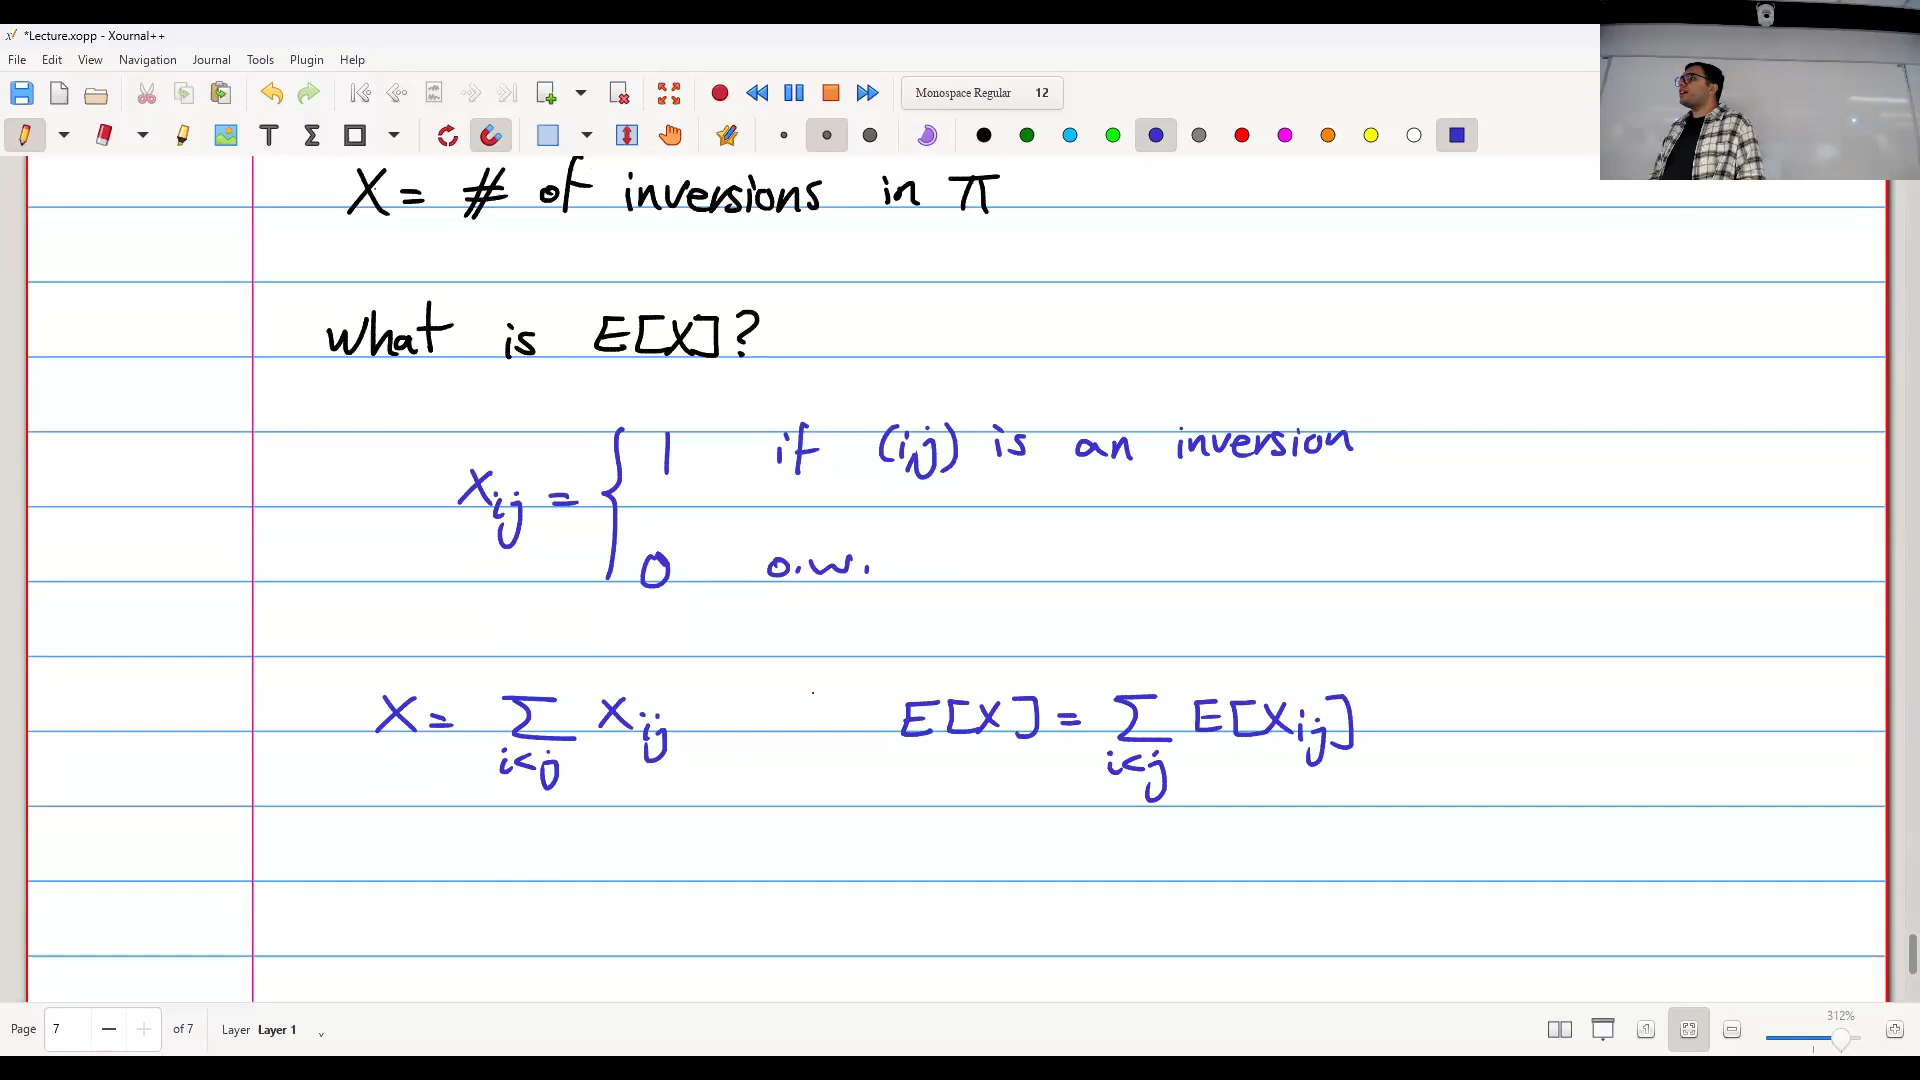 *Lecture.xopp - Xournal++
File Edit View Navigation Journal Tools Plugin Help
Monospace Regular 12
X = # of inversions in π
what is E[X]?
X_ij = { 1 if (i,j) is an inversion
0 o.w.
X = Σ_{i<j} X_ij E[X] = Σ_{i<j} E[X_ij]
Page 7 of 7 Layer Layer 1 312%